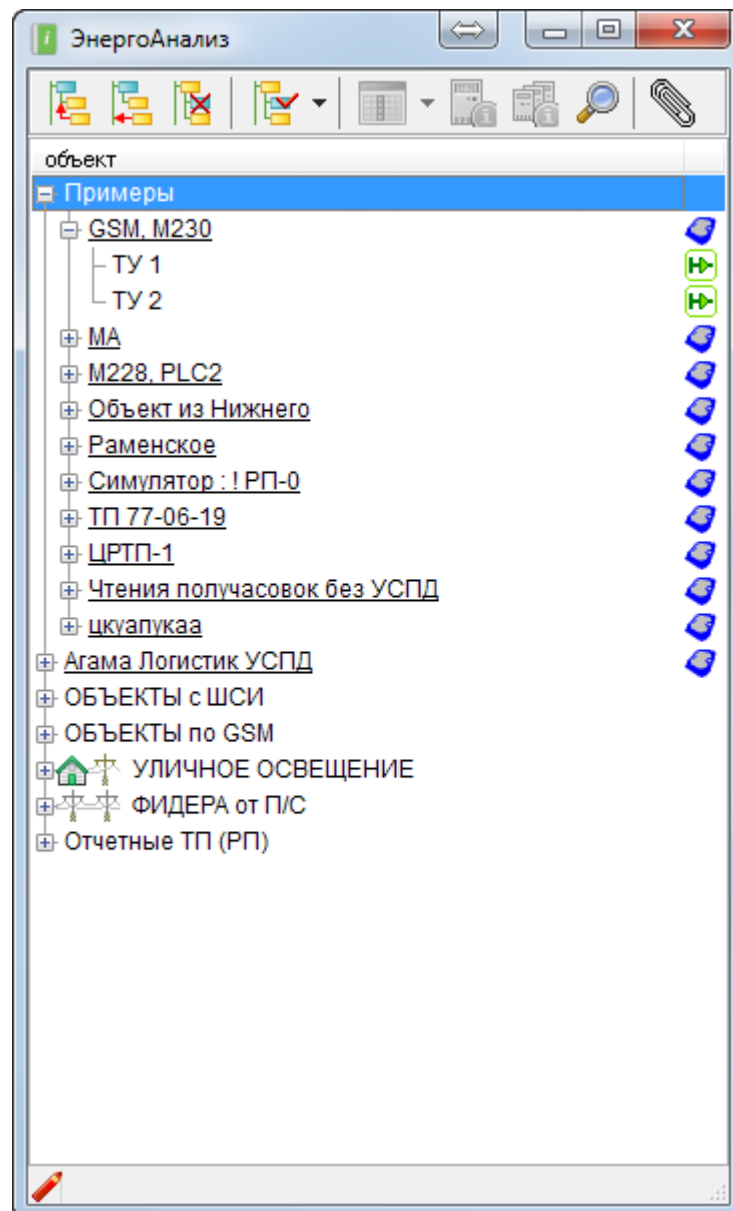 ЭнергоАнализ
объект
Примеры
GSM, М230
ТУ 1
ТУ 2
МА
М228, PLC2
Объект из Нижнего
Раменское
Симулятор : ! РП-0
ТП 77-06-19
ЦРТП-1
Чтения получасовок без УСПД
цкуапукаа
Агама Логистик УСПД
ОБЪЕКТЫ с ШСИ
ОБЪЕКТЫ по GSM
УЛИЧНОЕ ОСВЕЩЕНИЕ
ФИДЕРА от П/С
Отчетные ТП (РП)